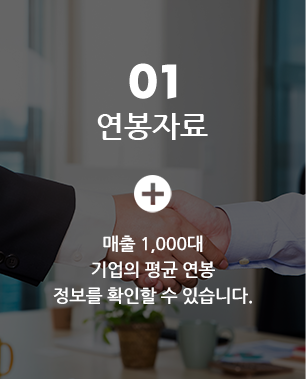 01
연봉자료
매출 1,000대
기업의 평균 연봉
정보를 확인할 수 있습니다.